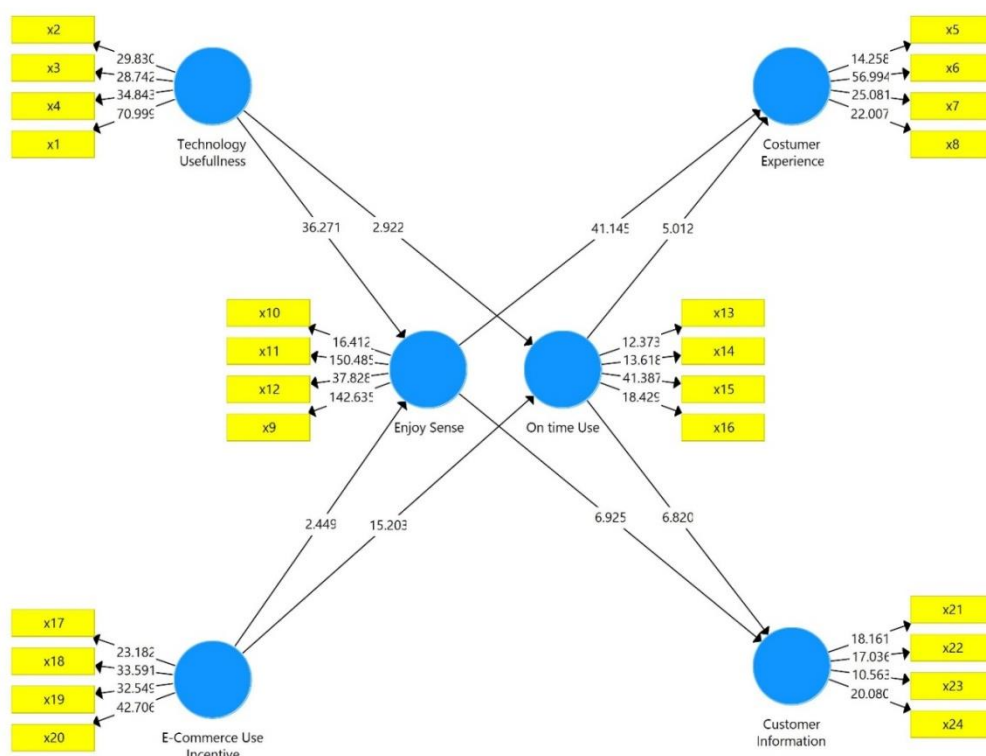 x2
x3
x4
x1
29.830
28.742
34.843
70.999
Technology
Usefullness
x5
x6
x7
x8
14.258
56.994
25.081
22.007
Costumer
Experience
36.271
2.922
41.145
5.012
x10
x11
x12
x9
16.412
150.485
37.828
142.635
Enjoy Sense
x13
x14
x15
x16
12.373
13.618
41.387
18.429
On time Use
2.449
15.203
6.925
6.820
x17
x18
x19
x20
23.182
33.591
32.549
42.706
E-Commerce Use
Incentive
x21
x22
x23
x24
18.161
17.036
10.563
20.080
Customer
Information